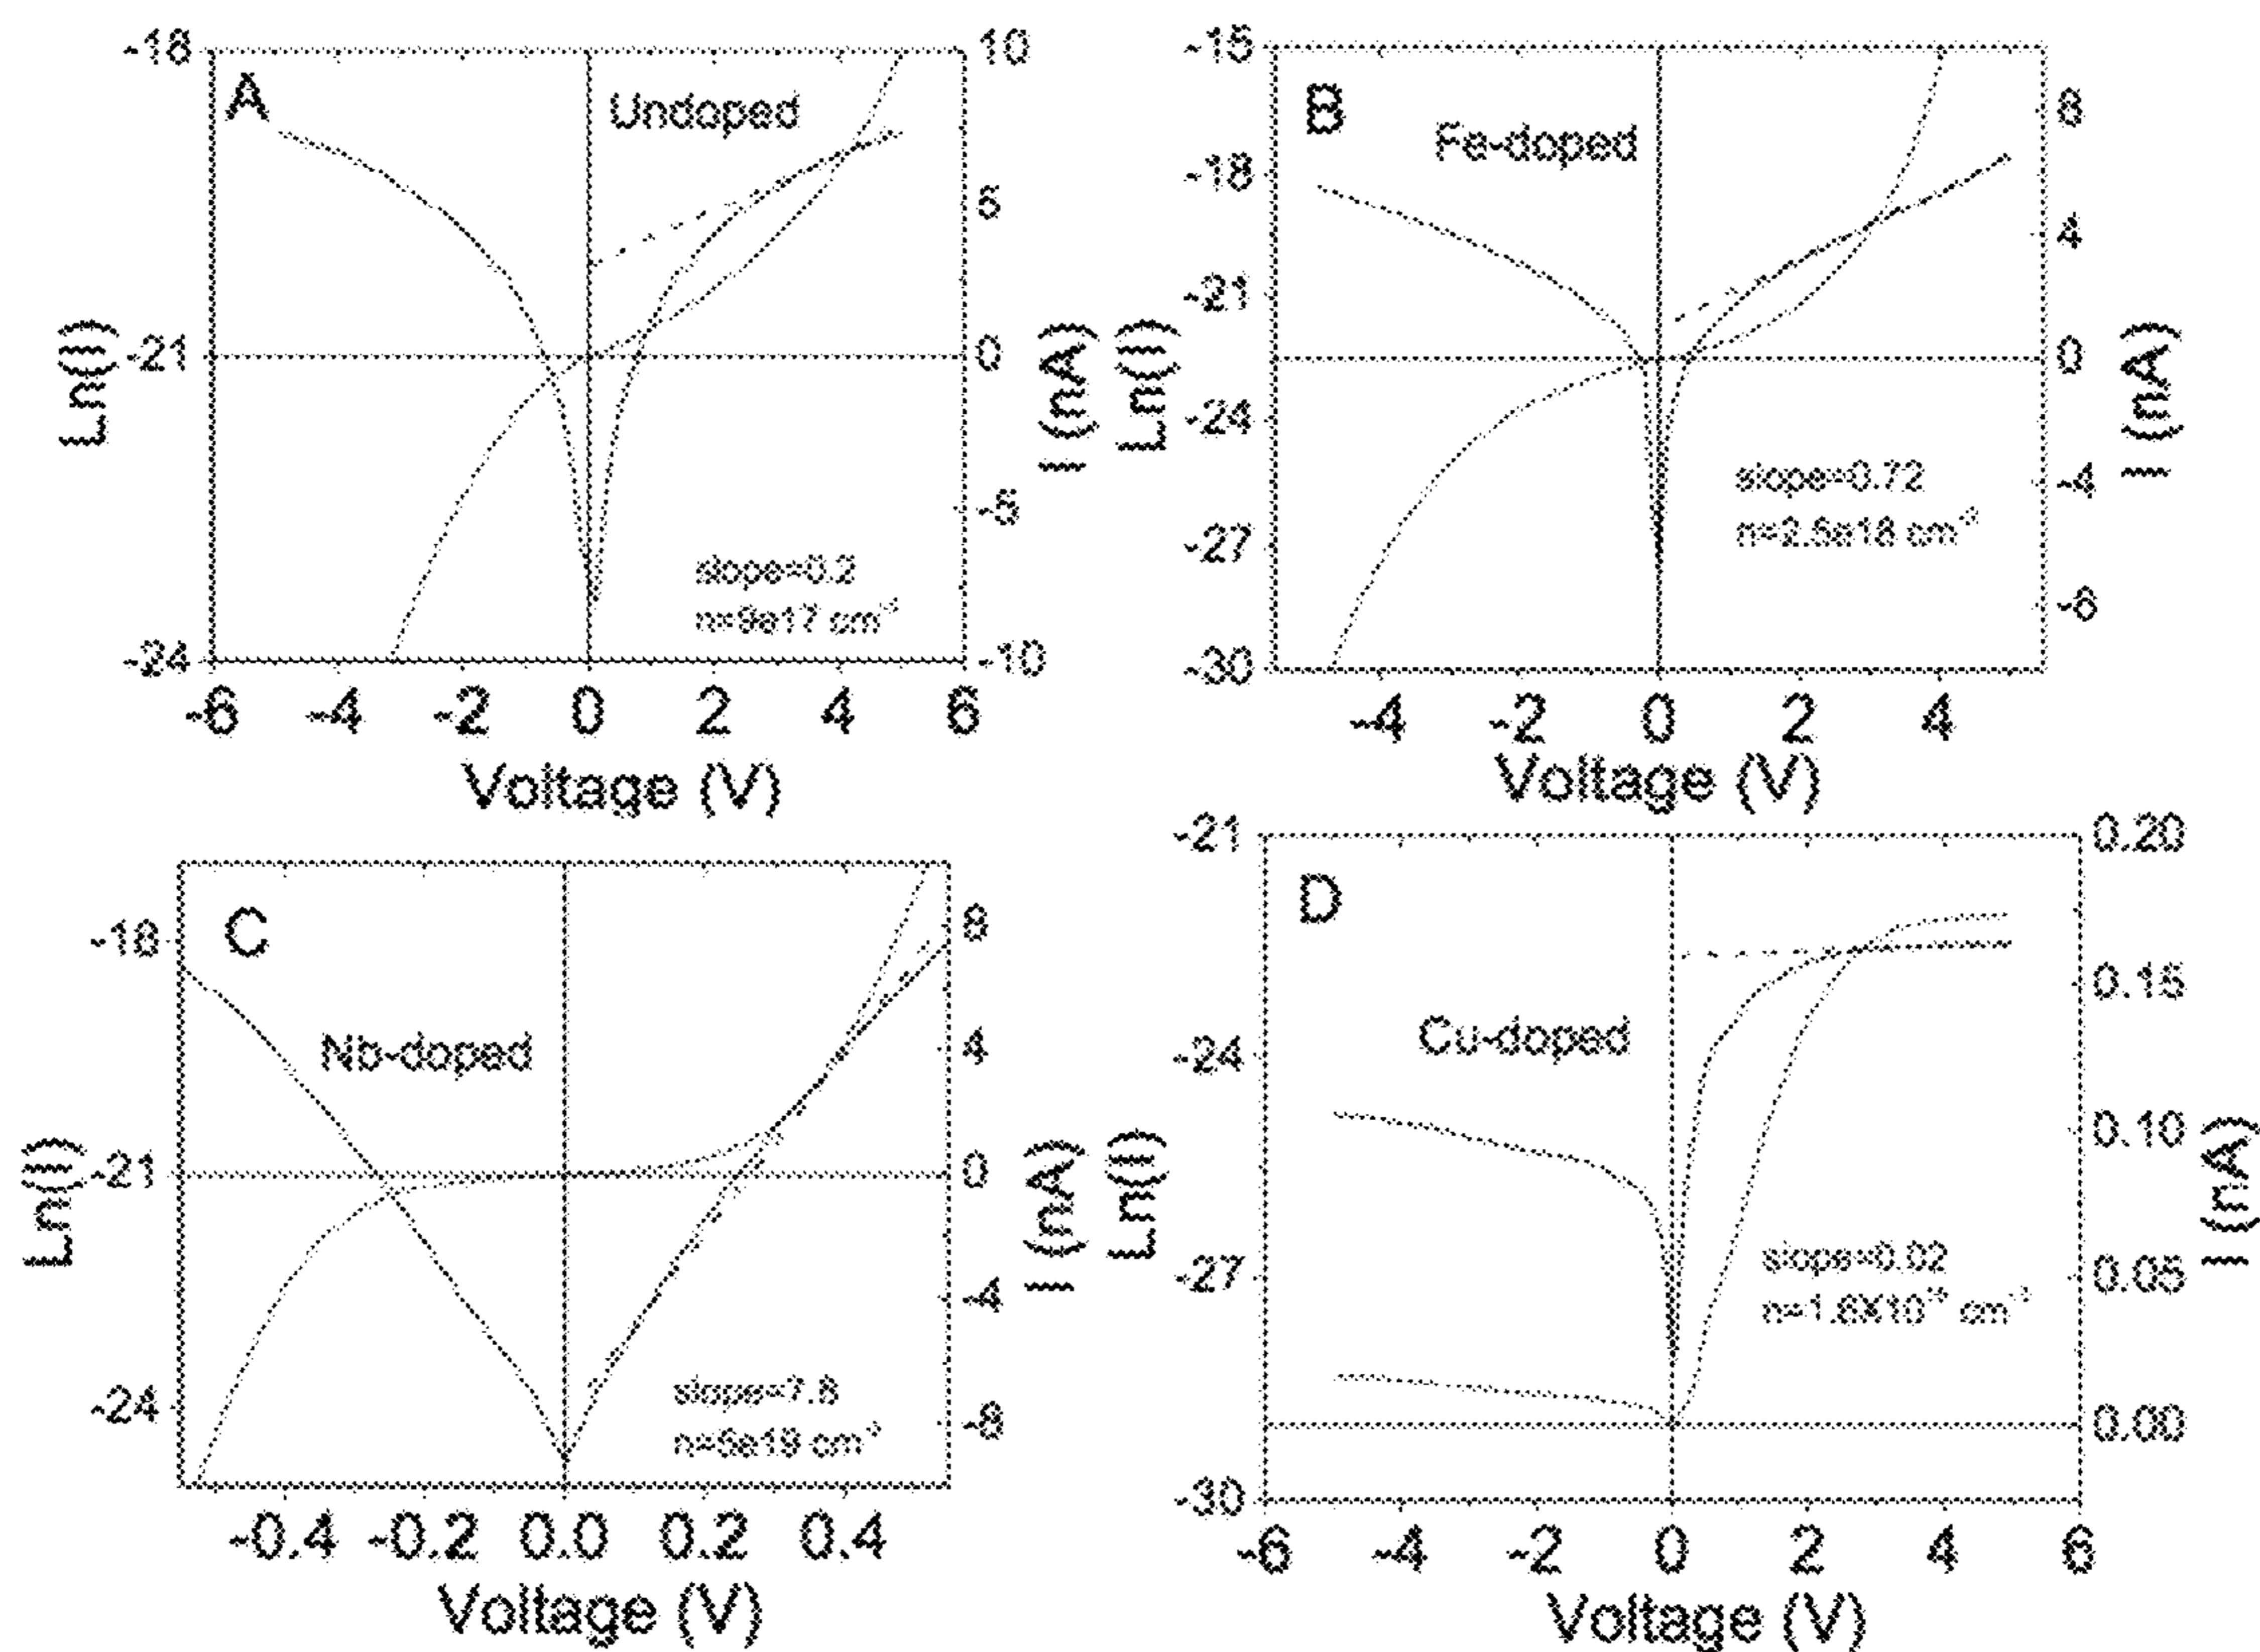 A
Undoped
-18
-21
-24
10
5
0
-5
-10
Ln(I)
I (nA)
slope=0.2
n=9e17 cm⁻³
-6 -4 -2 0 2 4 6
Voltage (V)
B
Fe-doped
-15
-18
-21
-24
-27
-30
8
4
0
-4
-8
Ln(I)
I (nA)
slope=0.72
n=2.5e18 cm⁻³
-4 -2 0 2 4
Voltage (V)
C
Nb-doped
-18
-21
-24
8
4
0
-4
-8
Ln(I)
I (nA)
slope=7.8
n=5e19 cm⁻³
-0.4 -0.2 0.0 0.2 0.4
Voltage (V)
D
Cu-doped
-21
-24
-27
-30
0.20
0.15
0.10
0.05
0.00
Ln(I)
I (nA)
slope=0.02
-6 -4 -2 0 2 4 6
Voltage (V)